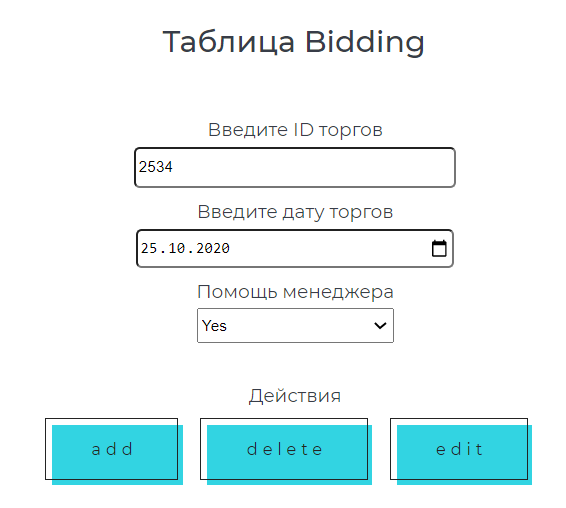 Таблица Bidding
Введите ID торгов
2534
Введите дату торгов
25.10.2020
Помощь менеджера
Yes
Действия
add delete edit